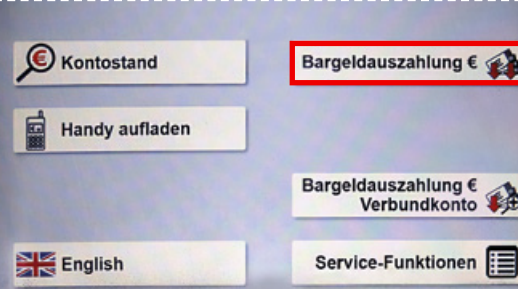 Kontostand
Bargeldauszahlung €
Handy aufladen
Bargeldauszahlung €
Verbundkonto
English
Service-Funktionen